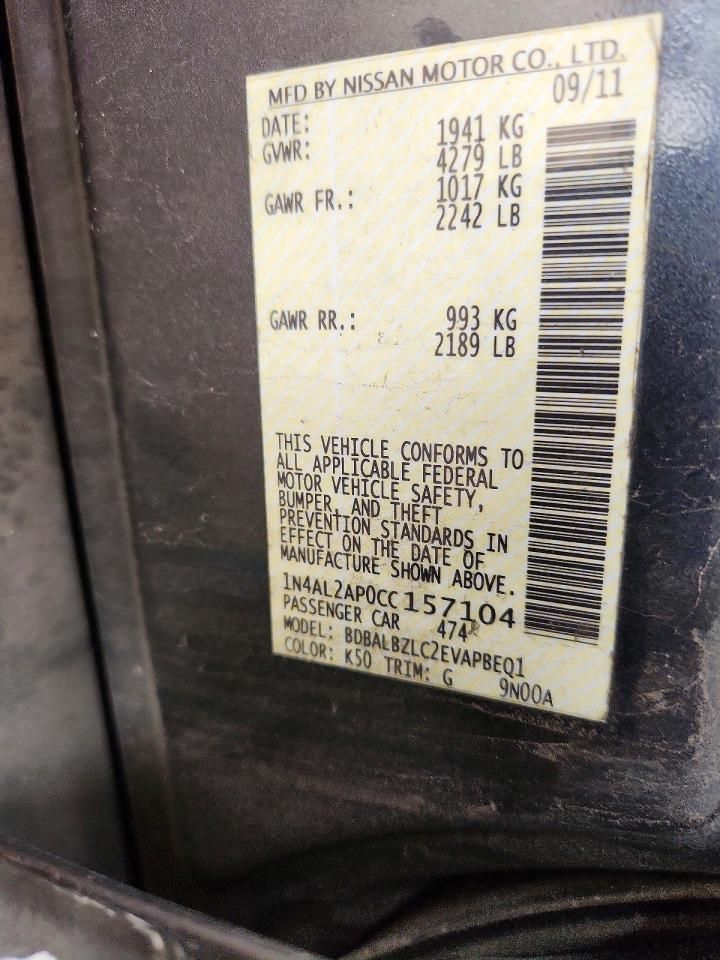 MFD BY NISSAN MOTOR CO., LTD.
DATE: 09/11
GVWR: 1941 KG
4279 LB
GAWR FR.: 1017 KG
2242 LB
GAWR RR.: 993 KG
2189 LB
THIS VEHICLE CONFORMS TO
ALL APPLICABLE FEDERAL
MOTOR VEHICLE SAFETY,
BUMPER, AND THEFT
PREVENTION STANDARDS IN
EFFECT ON THE DATE OF
MANUFACTURE SHOWN ABOVE.
1N4AL2AP0CC157104
PASSENGER CAR 474
MODEL: BDBALBZLC2EVAPBEQ1
COLOR: K50 TRIM: G 9N00A